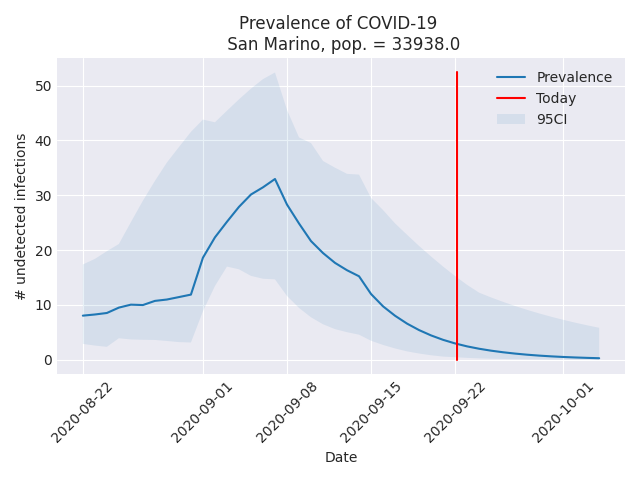 Prevalence of COVID-19
San Marino, pop. = 33938.0
# undetected infections
50
40
30
20
10
0
Prevalence
Today
95CI
2020-08-22
2020-09-01
2020-09-08
2020-09-15
2020-09-22
2020-10-01
Date